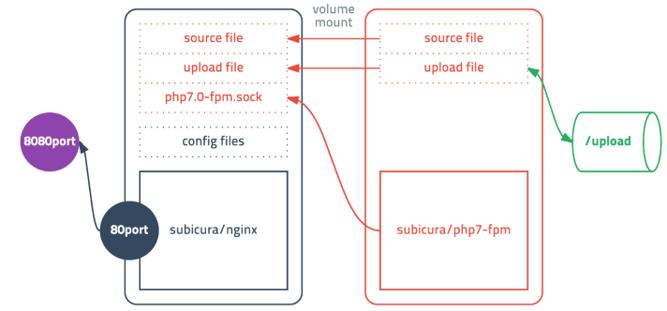 volume
mount
source file
source file
upload file
upload file
php7.0-fpm.sock
config files
8080port
/upload
80port
subicura/nginx
subicura/php7-fpm